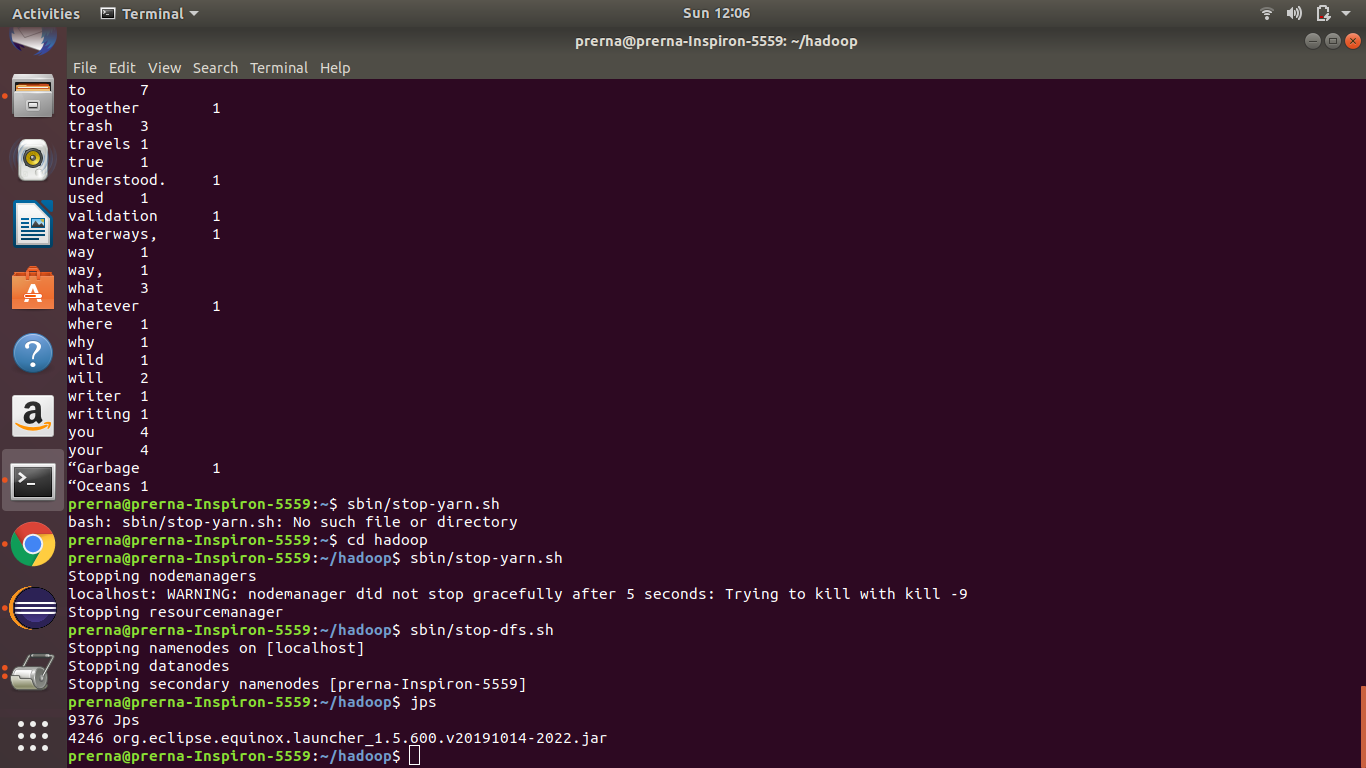 Activities Terminal Sun 12:06
prerna@prerna-Inspiron-5559: ~/hadoop
File Edit View Search Terminal Help
to 7
together 1
trash 3
travels 1
true 1
understood. 1
used 1
validation 1
waterways, 1
way 1
way, 1
what 3
whatever 1
where 1
why 1
wild 1
will 2
writer 1
writing 1
you 4
your 4
“Garbage 1
“Oceans 1
prerna@prerna-Inspiron-5559:~$ sbin/stop-yarn.sh
bash: sbin/stop-yarn.sh: No such file or directory
prerna@prerna-Inspiron-5559:~$ cd hadoop
prerna@prerna-Inspiron-5559:~/hadoop$ sbin/stop-yarn.sh
Stopping nodemanagers
localhost: WARNING: nodemanager did not stop gracefully after 5 seconds: Trying to kill with kill -9
Stopping resourcemanager
prerna@prerna-Inspiron-5559:~/hadoop$ sbin/stop-dfs.sh
Stopping namenodes on [localhost]
Stopping datanodes
Stopping secondary namenodes [prerna-Inspiron-5559]
prerna@prerna-Inspiron-5559:~/hadoop$ jps
9376 Jps
4246 org.eclipse.equinox.launcher_1.5.600.v20191014-2022.jar
prerna@prerna-Inspiron-5559:~/hadoop$